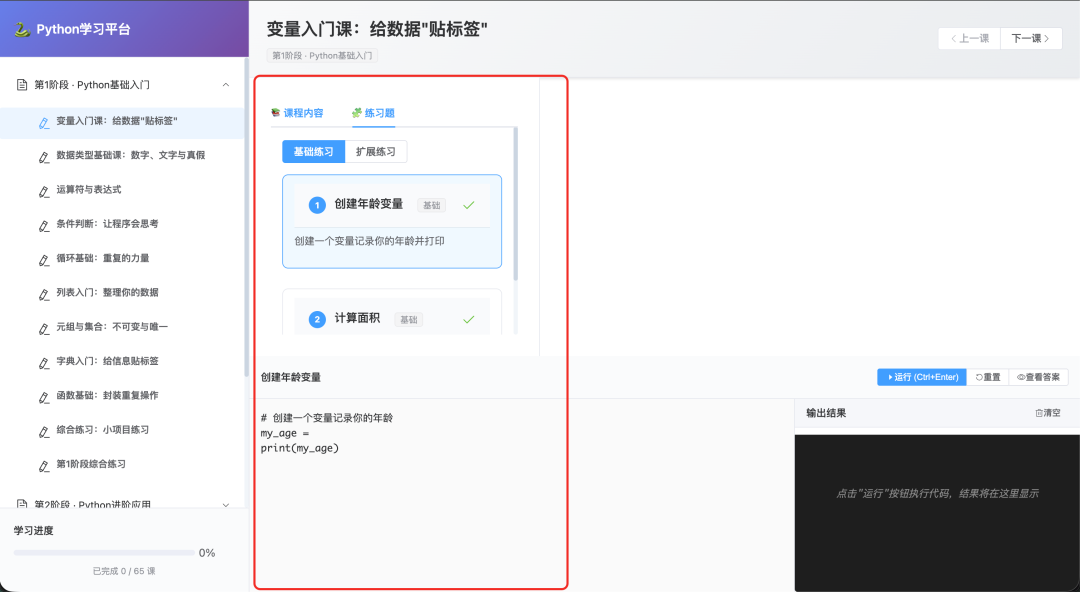 Python学习平台
第1阶段 - Python基础入门
变量入门课：给数据"贴标签"
数据类型基础课：数字、文字与真假
运算符与表达式
条件判断：让程序会思考
循环基础：重复的力量
列表入门：整理你的数据
元组与集合：不可变与唯一
字典入门：给信息贴标签
函数基础：封装重复操作
综合练习：小项目练习
第1阶段综合练习
第2阶段 - Python进阶应用
学习进度
0%
已完成 0 / 65 课
变量入门课：给数据"贴标签"
第1阶段 - Python基础入门
上一课 下一课
课程内容 练习题
基础练习 扩展练习
1 创建年龄变量 基础
创建一个变量记录你的年龄并打印
2 计算面积 基础
创建年龄变量
运行 (Ctrl+Enter) 重置 查看答案
# 创建一个变量记录你的年龄
my_age =
print(my_age)
输出结果 清空
点击"运行"按钮执行代码，结果将在这里显示